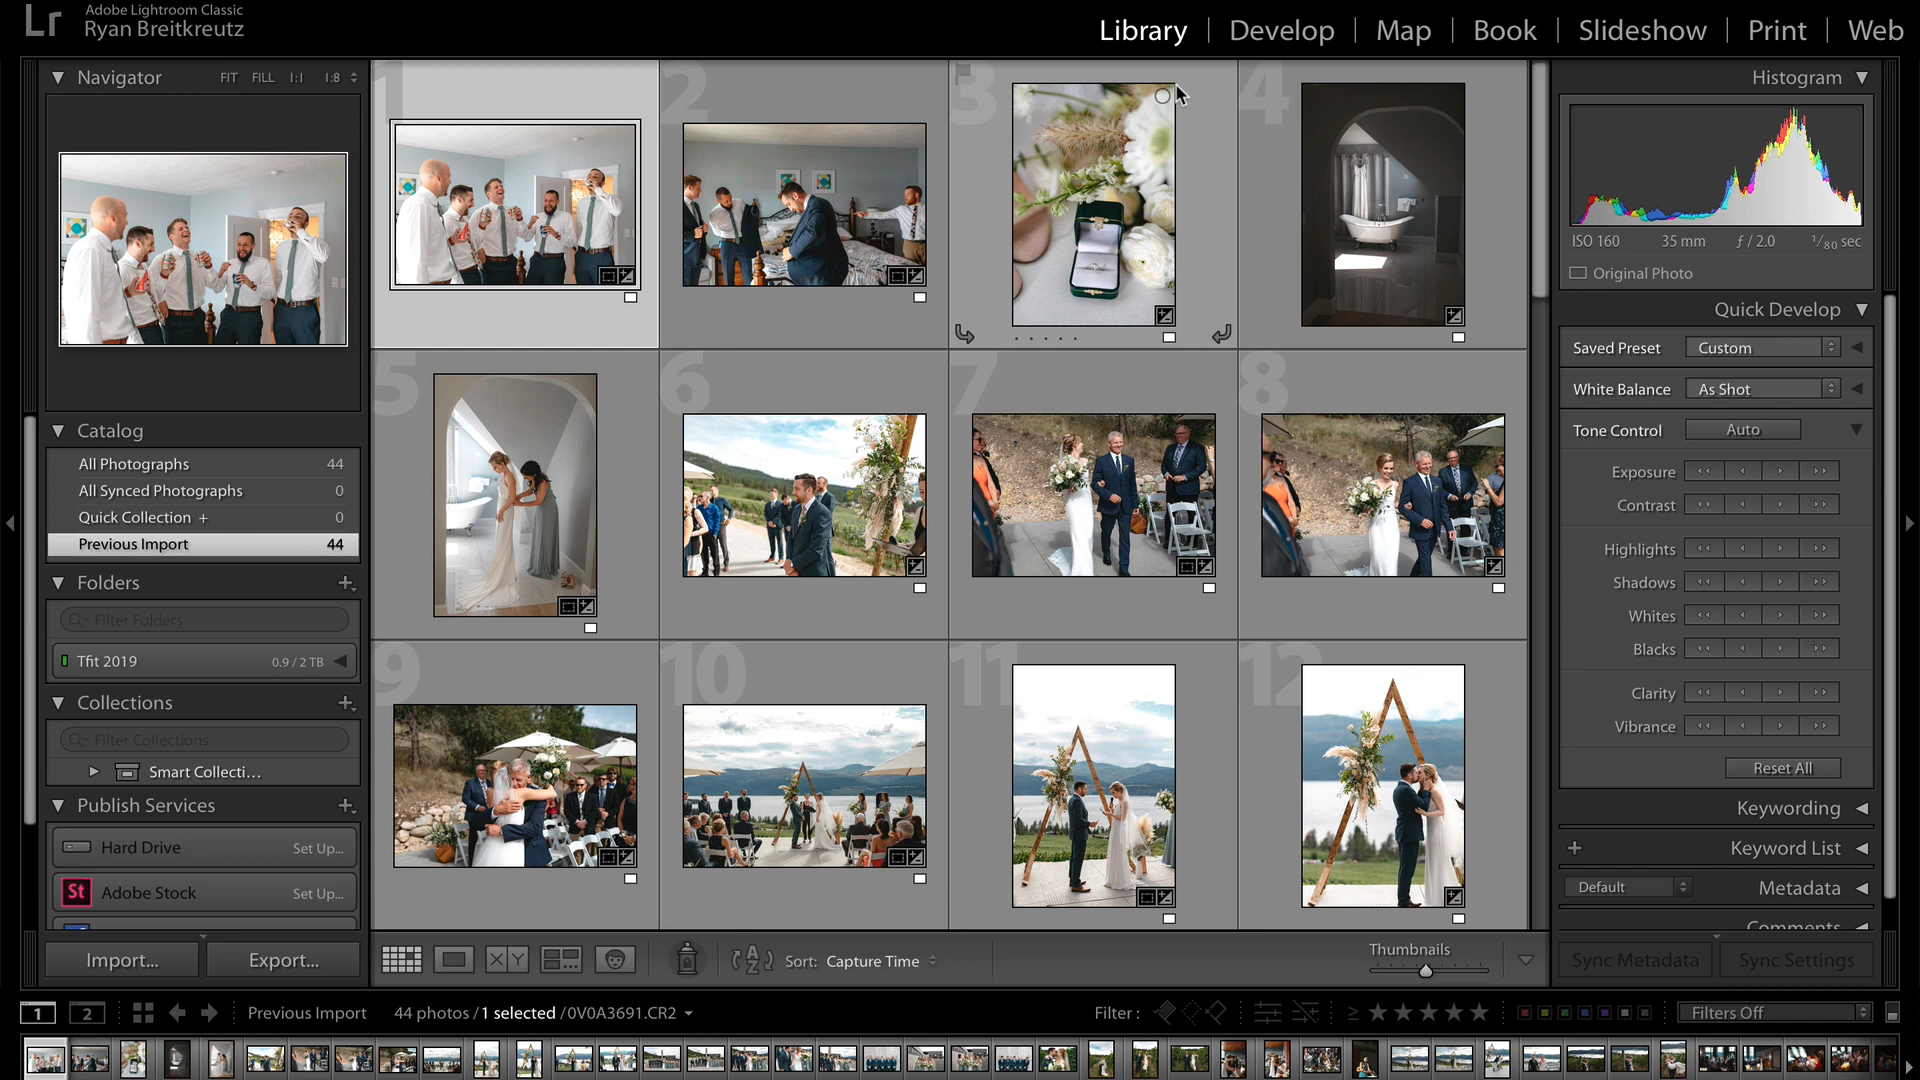 Lr
Adobe Lightroom Classic
Ryan Breitkreutz
Library | Develop | Map | Book | Slideshow | Print | Web
Navigator FIT FILL 1:1 1:8
Catalog
All Photographs 44
All Synced Photographs 0
Quick Collection + 0
Previous Import 44
Folders
Filter Folders
Tfit 2019 0.9 / 2 TB
Collections
Filter Collections
Smart Collecti...
Publish Services
Hard Drive Set Up...
St Adobe Stock Set Up...
Import... Export...
1 2 3 4
5 6 7 8
9 10 11 12
Sort: Capture Time
Thumbnails
Histogram
ISO 160 35 mm ƒ / 2.0 1/80 sec
Original Photo
Quick Develop
Saved Preset Custom
White Balance As Shot
Tone Control Auto
Exposure
Contrast
Highlights
Shadows
Whites
Blacks
Clarity
Vibrance
Reset All
Keywording
+ Keyword List
Default Metadata
Comments
Sync Metadata Sync Settings
1 2 Previous Import 44 photos / 1 selected / 0V0A3691.CR2 Filter : Filters Off